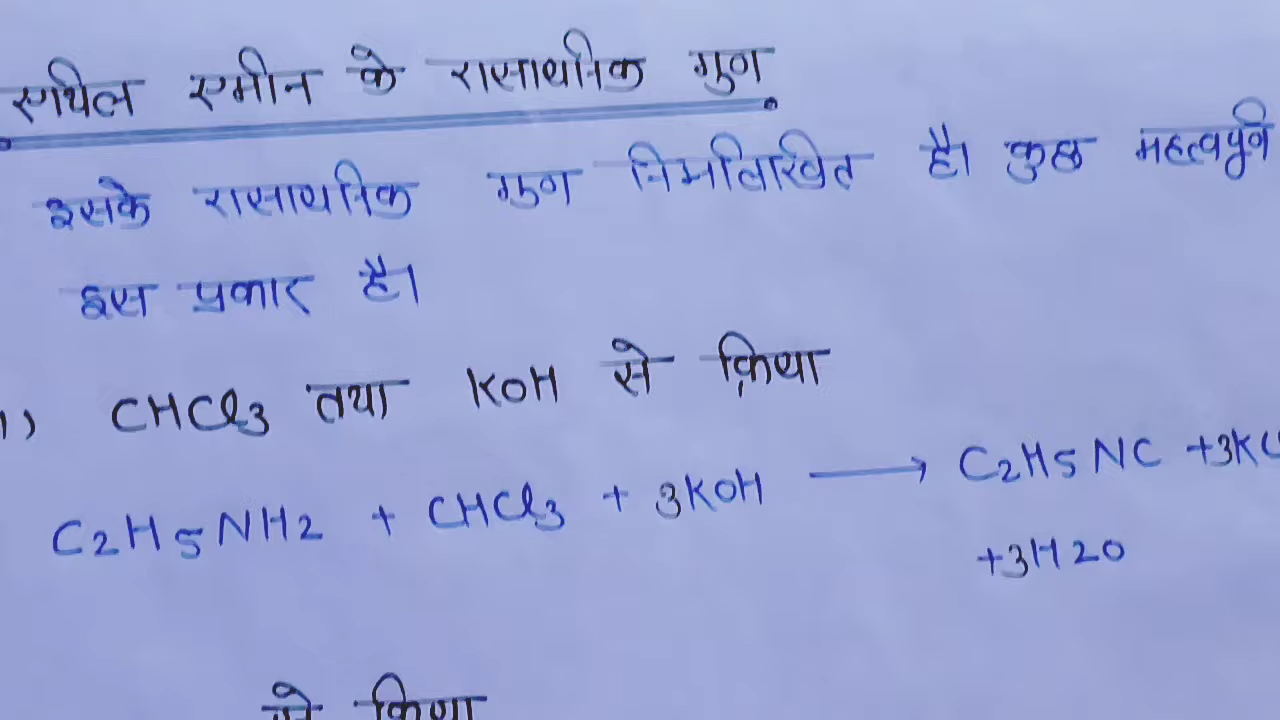 एथिल एमीन के रासायनिक गुण
इसके रासायनिक गुण निम्नलिखित है। कुछ महत्वपूर्ण
इस प्रकार है।
1) CHCl3 तथा KOH से क्रिया
C2H5NH2 + CHCl3 + 3KOH ⟶ C2H5NC +3KCl
+3H2O
से क्रिया